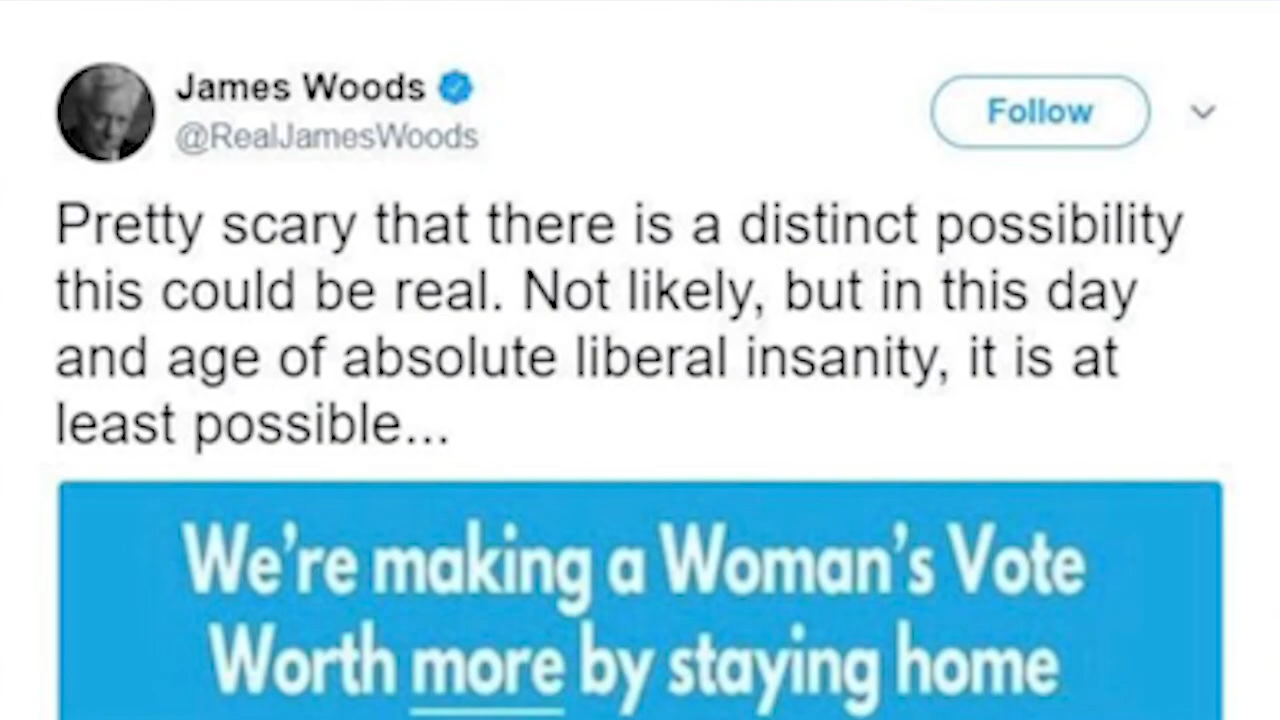 James Woods
@RealJamesWoods
Follow
Pretty scary that there is a distinct possibility
this could be real. Not likely, but in this day
and age of absolute liberal insanity, it is at
least possible...
We're making a Woman's Vote
Worth more by staying home